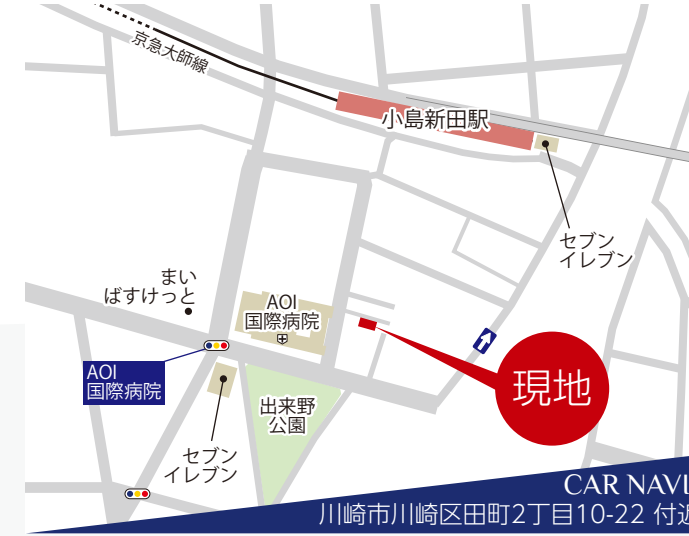 京急大師線
小島新田駅
セブン
イレブン
まい
ばすけっと
AOI
国際病院
AOI
国際病院
現地
出来野
公園
セブン
イレブン
CAR NAVI
川崎市川崎区田町2丁目10-22 付近